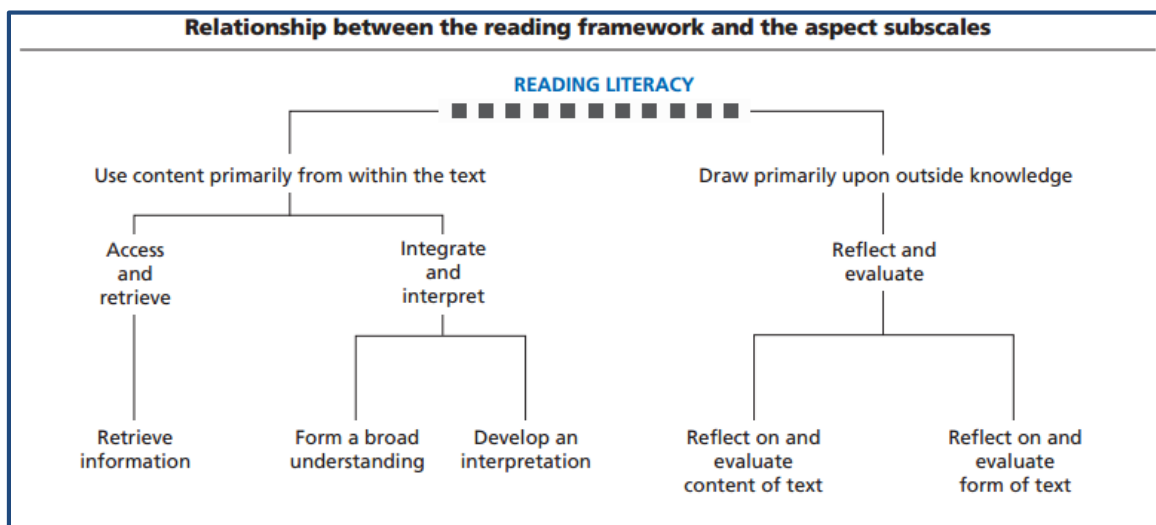 Relationship between the reading framework and the aspect subscales
READING LITERACY
Use content primarily from within the text
Draw primarily upon outside knowledge
Access
and
retrieve
Integrate
and
interpret
Reflect and
evaluate
Retrieve
information
Form a broad
understanding
Develop an
interpretation
Reflect on and
evaluate
content of text
Reflect on and
evaluate
form of text